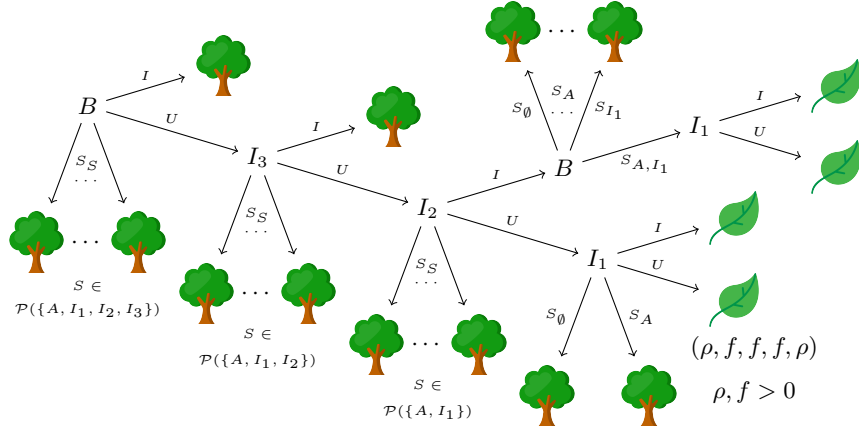 B
I
U
S_S
...
...
S ∈
𝒫({A, I_1, I_2, I_3})
I_3
I
U
S_S
...
...
S ∈
𝒫({A, I_1, I_2})
I_2
I
U
S_S
...
...
S ∈
𝒫({A, I_1})
...
S_∅
S_A
...
S_{I_1}
B
S_{A,I_1}
I_1
I
U
I_1
I
U
S_∅
S_A
(ρ, f, f, f, ρ)
ρ, f > 0